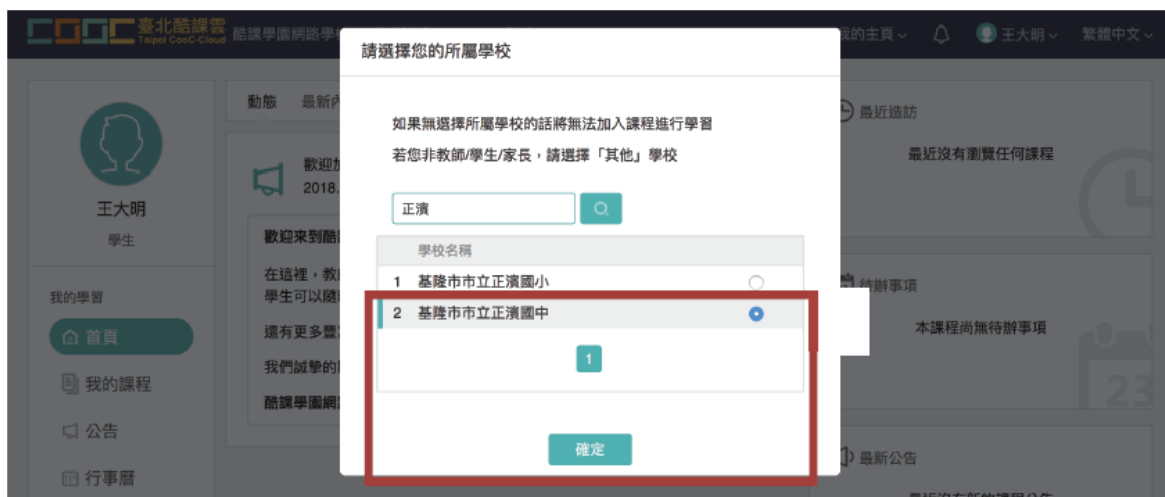 COOC 臺北酷課雲
Taipei CooC-Cloud
酷課學園網路學
我的主頁
王大明
繁體中文
請選擇您的所屬學校
如果無選擇所屬學校的話將無法加入課程進行學習
若您非教師/學生/家長,請選擇「其他」學校
正濱
學校名稱
1 基隆市市立正濱國小
2 基隆市市立正濱國中
1
確定
王大明
學生
我的學習
首頁
我的課程
公告
行事曆
動態 最新
歡迎
2018.
歡迎來到酷
在這裡,教
學生可以隨
還有更多豐
我們誠摯的
酷課學園網
最近造訪
最近沒有瀏覽任何課程
待辦事項
本課程尚無待辦事項
23
最新公告